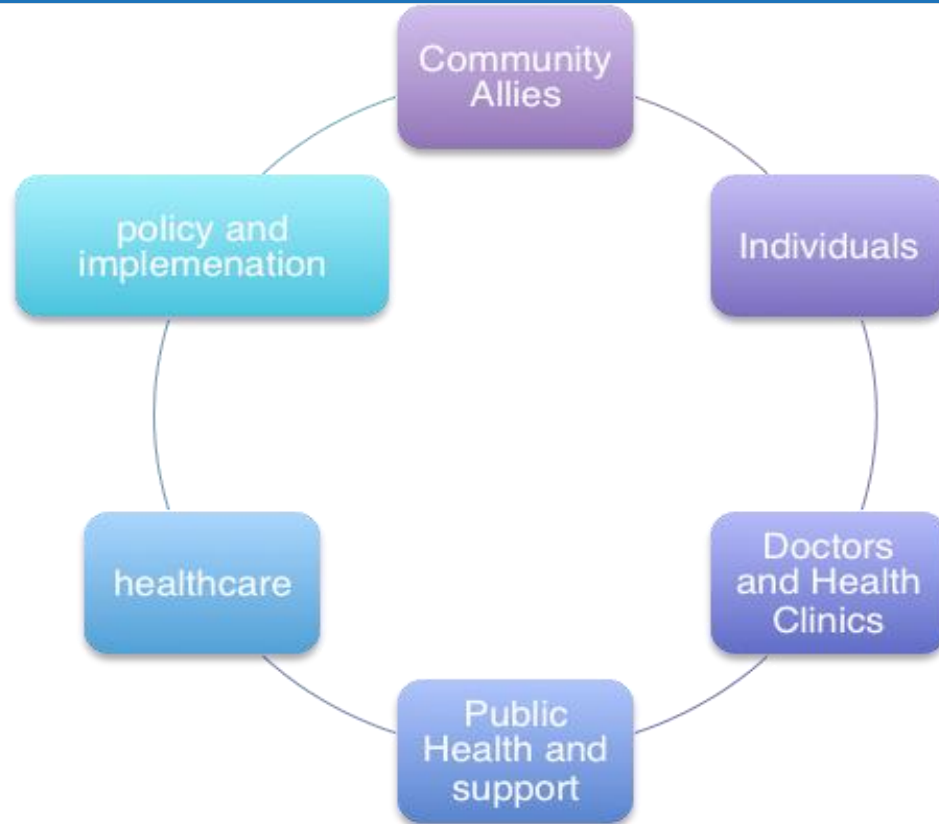 Community
Allies
policy and
implemenation
Individuals
healthcare
Doctors
and Health
Clinics
Public
Health and
support